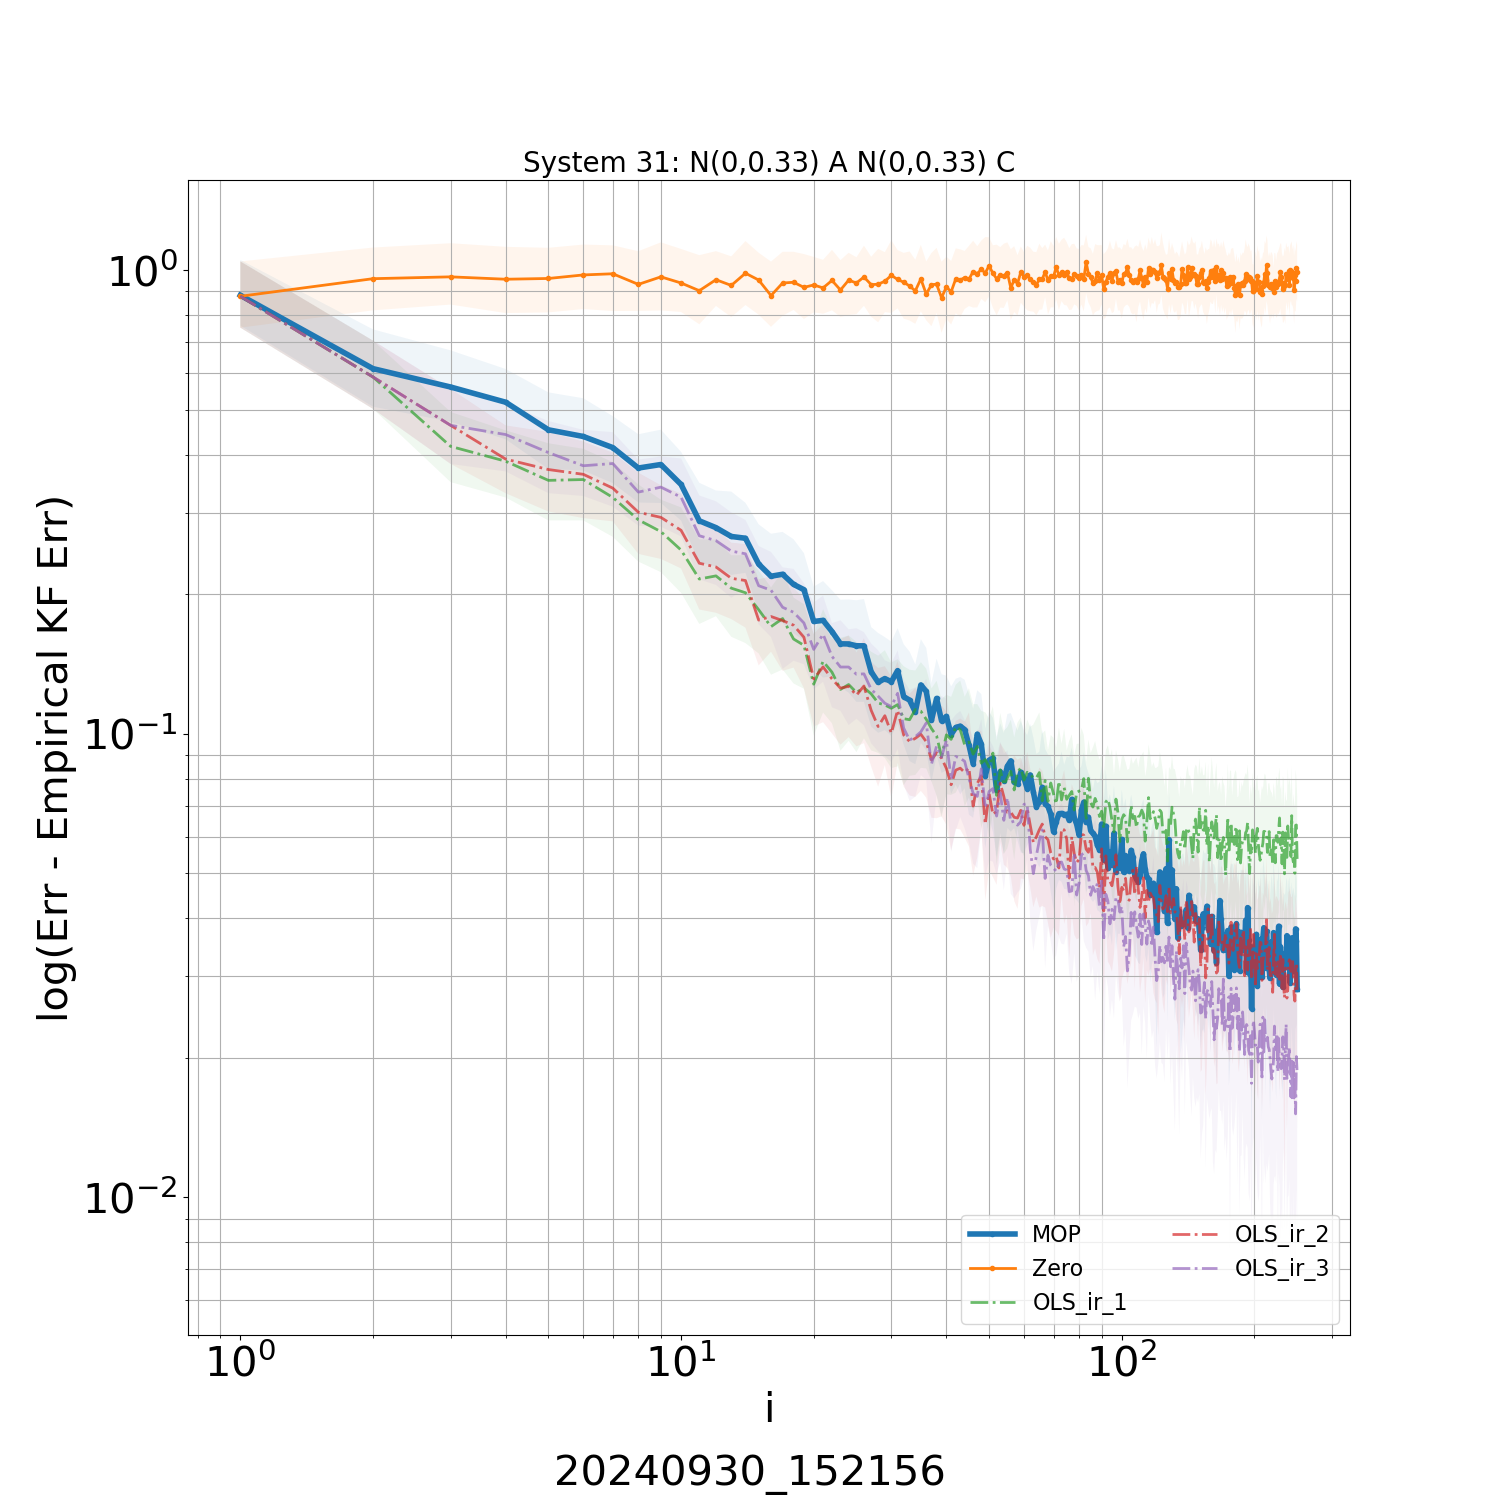 System 31: N(0,0.33) A N(0,0.33) C
log(Err - Empirical KF Err)
10^0
10^-1
10^-2
10^0 10^1 10^2
i
MOP
Zero
OLS_ir_1
OLS_ir_2
OLS_ir_3
20240930_152156